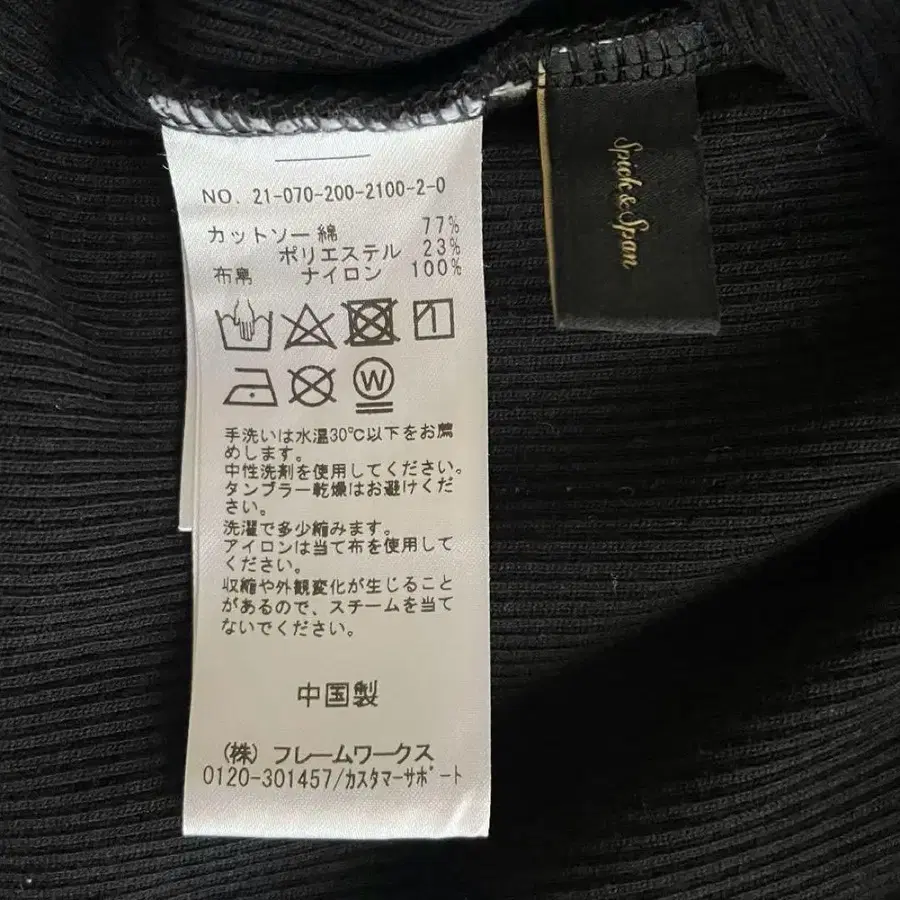 NO. 21-070-200-2100-2-0
カットソー 綿 77%
ポリエステル 23%
布帛 ナイロン 100%
W
手洗いは水温30℃以下をお薦
めします。
中性洗剤を使用してください。
タンブラー乾燥はお避けくだ
さい。
洗濯で多少縮みます。
アイロンは当て布を使用して
ください。
収縮や外観変化が生じること
があるので、スチームを当て
ないでください。
中国製
(株) フレームワークス
0120-301457/カスタマーサポート
Spick & Span